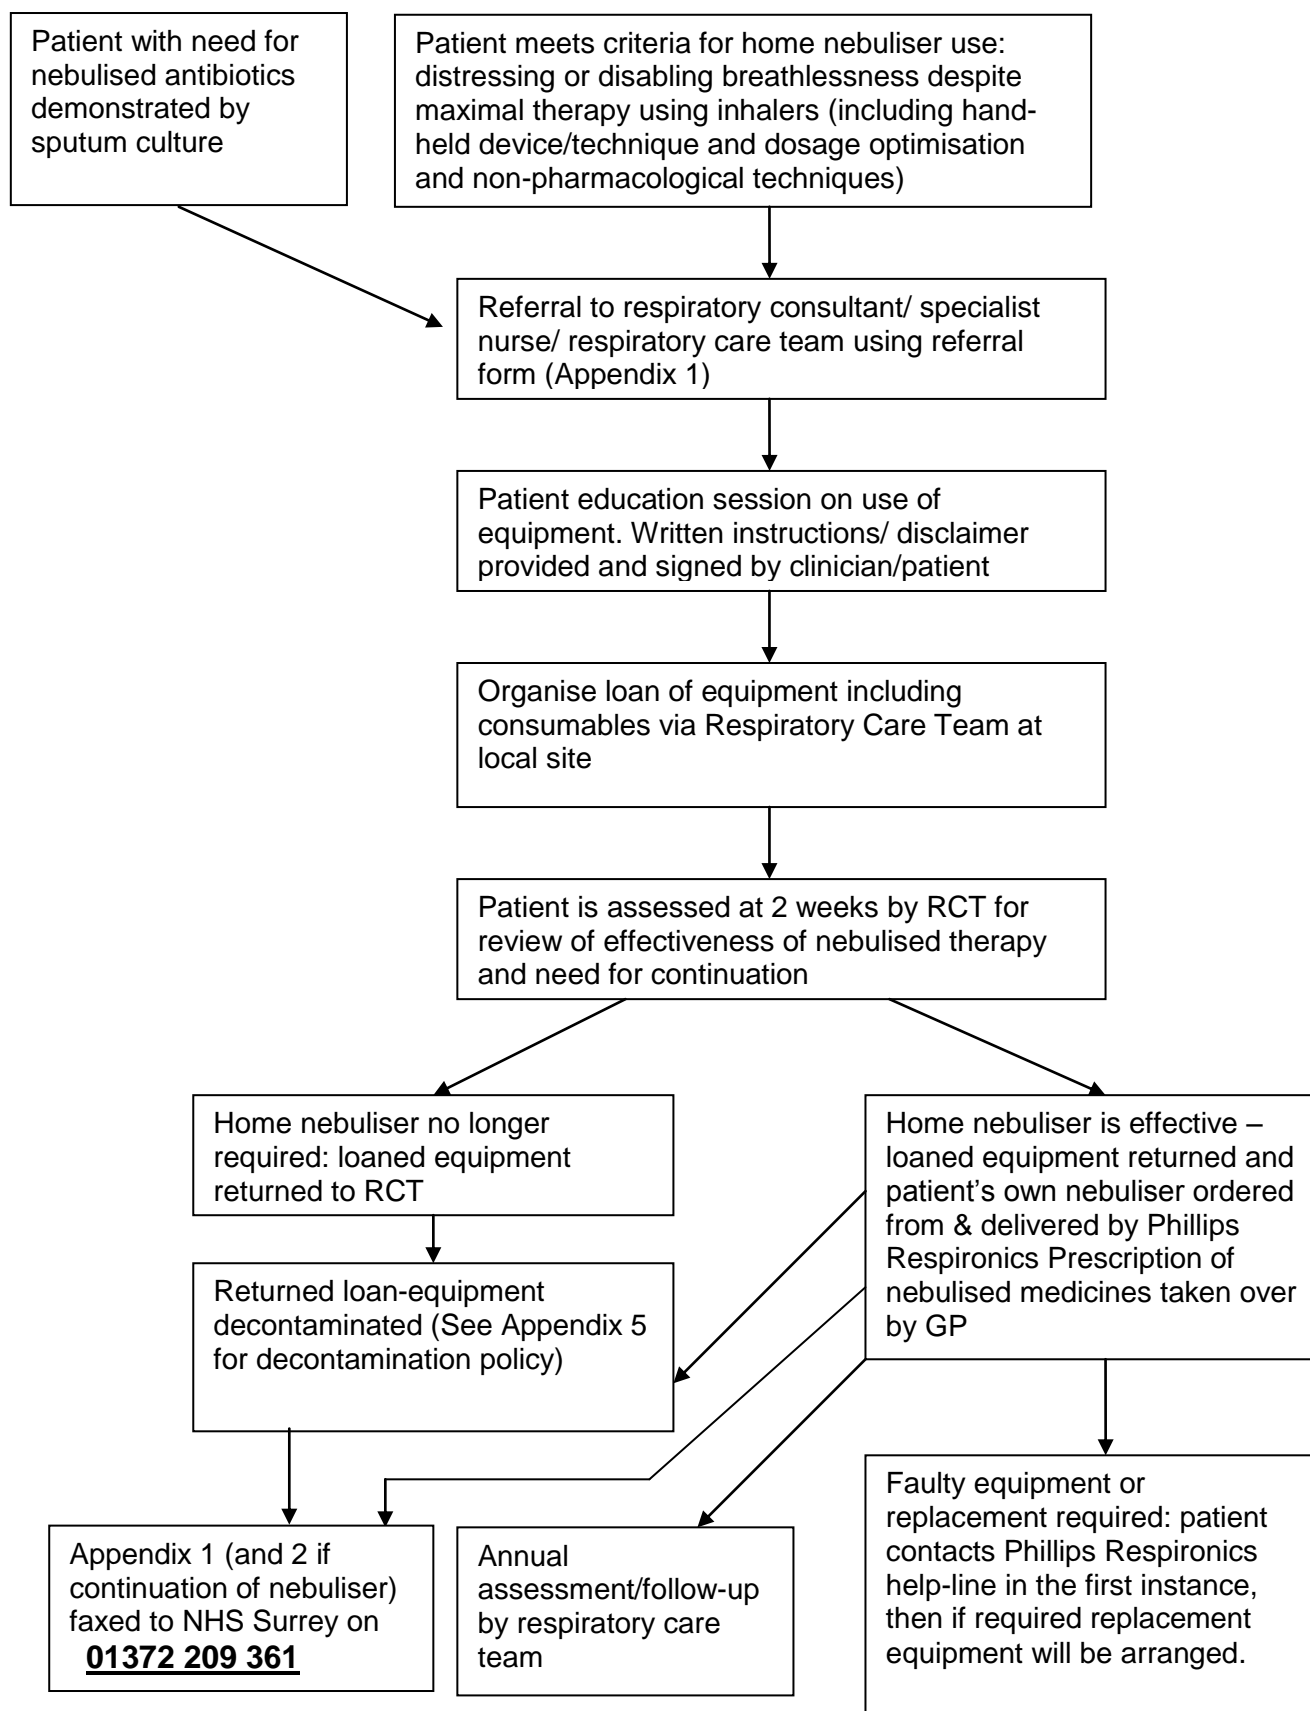 Patient with need for
nebulised antibiotics
demonstrated by
sputum culture
Patient meets criteria for home nebuliser use:
distressing or disabling breathlessness despite
maximal therapy using inhalers (including hand-
held device/technique and dosage optimisation
and non-pharmacological techniques)
Referral to respiratory consultant/ specialist
nurse/ respiratory care team using referral
form (Appendix 1)
Patient education session on use of
equipment. Written instructions/ disclaimer
provided and signed by clinician/patient
Organise loan of equipment including
consumables via Respiratory Care Team at
local site
Patient is assessed at 2 weeks by RCT for
review of effectiveness of nebulised therapy
and need for continuation
Home nebuliser no longer
required: loaned equipment
returned to RCT
Home nebuliser is effective –
loaned equipment returned and
patient’s own nebuliser ordered
from & delivered by Phillips
Respironics Prescription of
nebulised medicines taken over
by GP
Returned loan-equipment
decontaminated (See Appendix 5
for decontamination policy)
Appendix 1 (and 2 if
continuation of nebuliser)
faxed to NHS Surrey on
01372 209 361
Annual
assessment/follow-up
by respiratory care
team
Faulty equipment or
replacement required: patient
contacts Phillips Respironics
help-line in the first instance,
then if required replacement
equipment will be arranged.